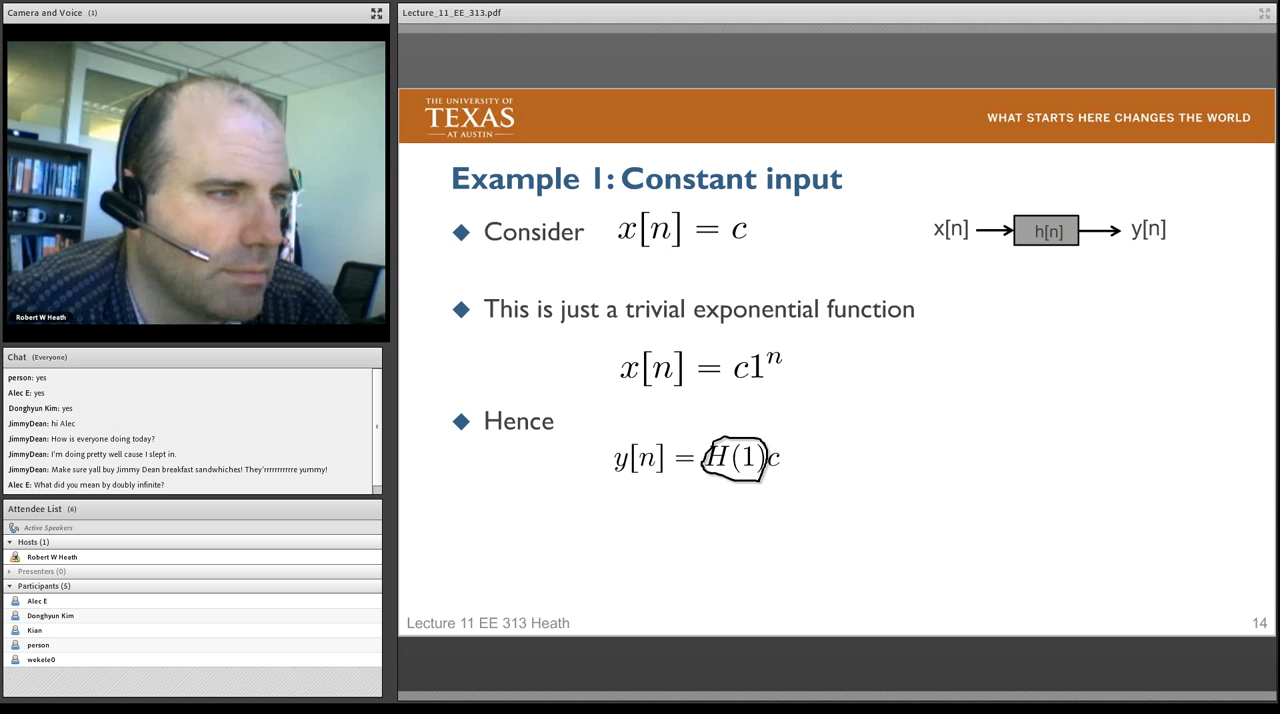 Camera and Voice (1)
Robert W Heath
Chat (Everyone)
person: yes
Alec E: yes
Donghyun Kim: yes
JimmyDean: hi Alec
JimmyDean: How is everyone doing today?
JimmyDean: I'm doing pretty well cause I slept in.
JimmyDean: Make sure yall buy Jimmy Dean breakfast sandwhiches! They'rrrrrrrrrre yummy!
Alec E: What did you mean by doubly infinite?
Attendee List (6)
Active Speakers
Hosts (1)
Robert W Heath
Presenters (0)
Participants (5)
Alec E
Donghyun Kim
Kian
person
wekele0
Lecture_11_EE_313.pdf
THE UNIVERSITY OF
TEXAS
AT AUSTIN
WHAT STARTS HERE CHANGES THE WORLD
Example 1: Constant input
Consider x[n] = c
x[n] h[n] y[n]
This is just a trivial exponential function
x[n] = c1ⁿ
Hence
y[n] = H(1)c
Lecture 11 EE 313 Heath
14